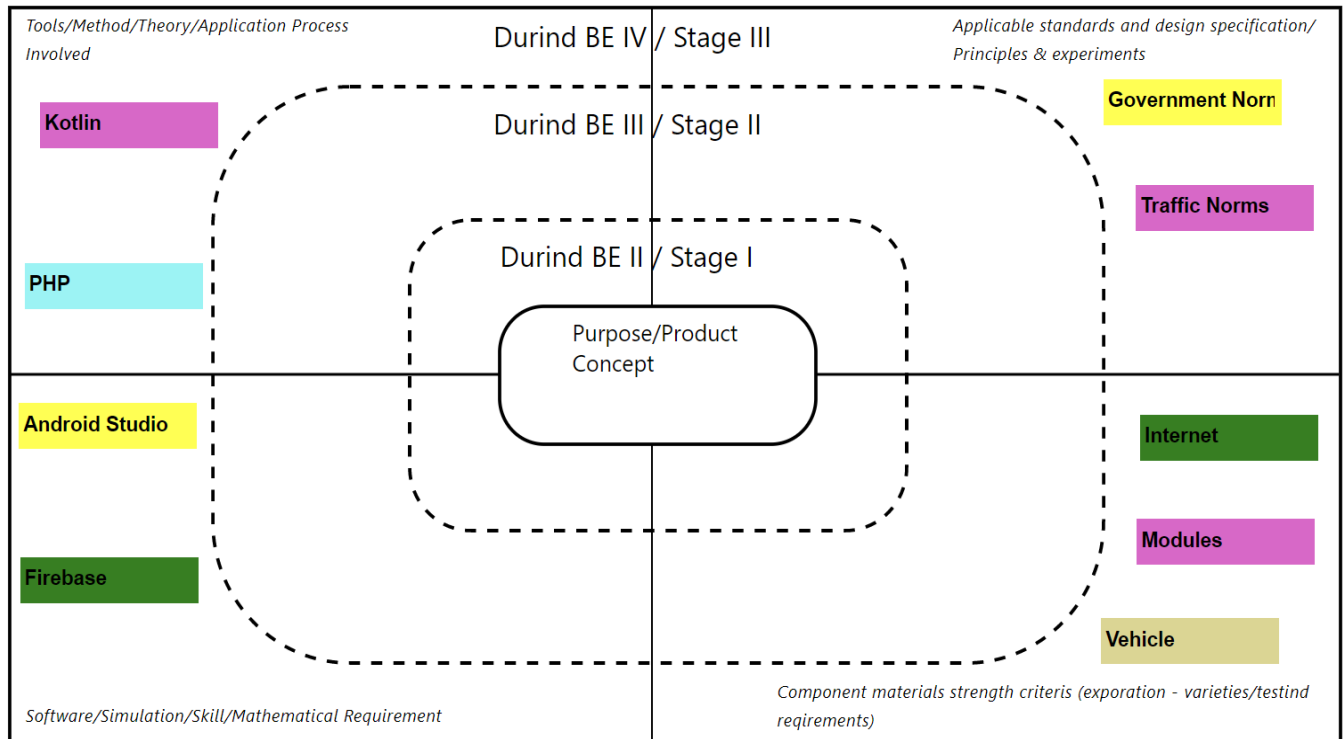 Tools/Method/Theory/Application Process
Involved
Durind BE IV / Stage III
Applicable standards and design specification/
Principles & experiments
Kotlin
Government Norn
Durind BE III / Stage II
Traffic Norms
PHP
Durind BE II / Stage I
Purpose/Product
Concept
Android Studio
Internet
Modules
Firebase
Vehicle
Software/Simulation/Skill/Mathematical Requirement
Component materials strength criteris (exporation - varieties/testind
reqirements)